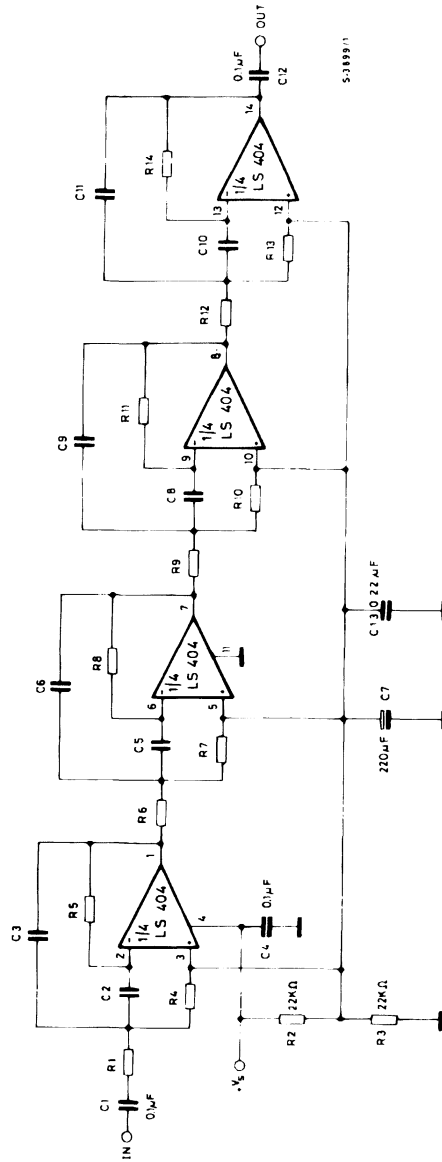 IN
C1
0.1µF
R1
C2
C3
R4
R5
2
3
1/4
LS 404
-
1
4
+Vs
C4
0.1µF
R2
22KΩ
R3
22KΩ
R6
C5
C6
R7
R8
6
5
1/4
LS 404
-
7
11
220µF
C7
C13
0.22µF
R9
C8
C9
R10
R11
9
10
1/4
LS 404
-
8
R12
C10
C11
R13
R14
13
12
1/4
LS 404
-
14
0.1µF
C12
OUT
S-3899/1